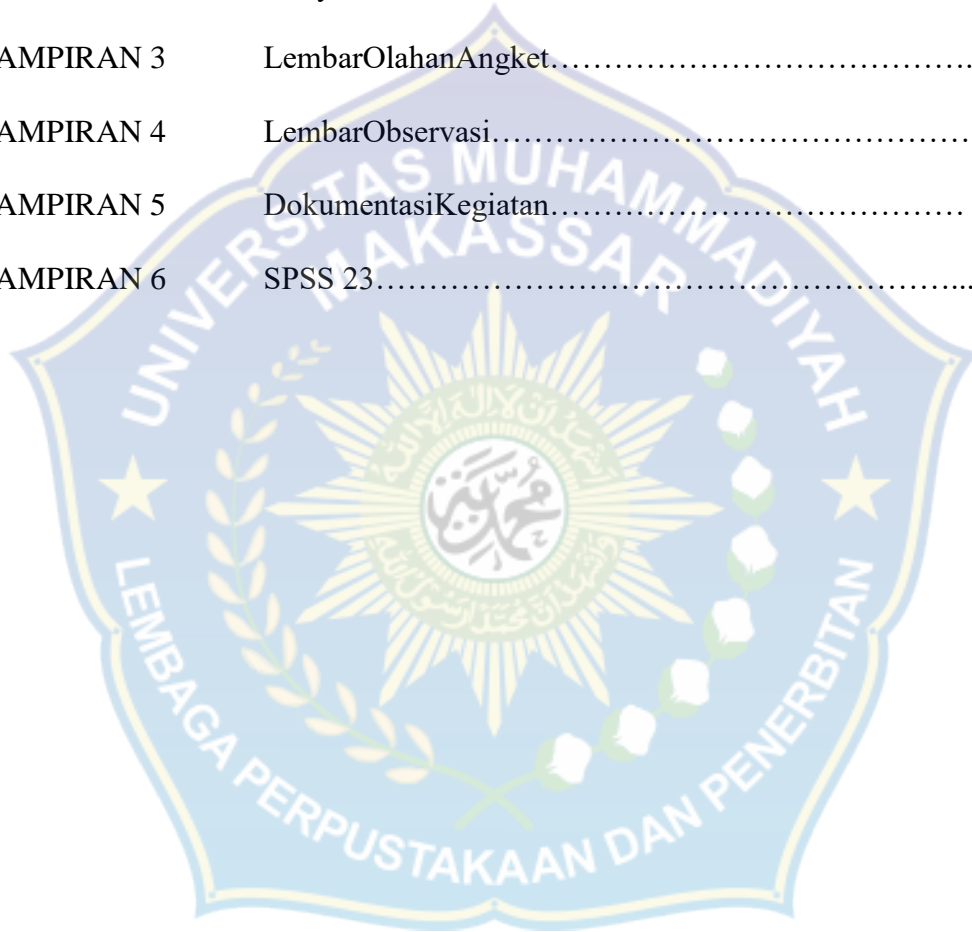 AMPIRAN 3 LembarOlahanAngket…………………………………..
AMPIRAN 4 LembarObservasi………………………………………
AMPIRAN 5 DokumentasiKegiatan…………………………………
AMPIRAN 6 SPSS 23………………………………………………...
UNIVERSITAS MUHAMMADIYAH
MAKASSAR
محمدية
LEMBAGA PERPUSTAKAAN DAN PENERBITAN